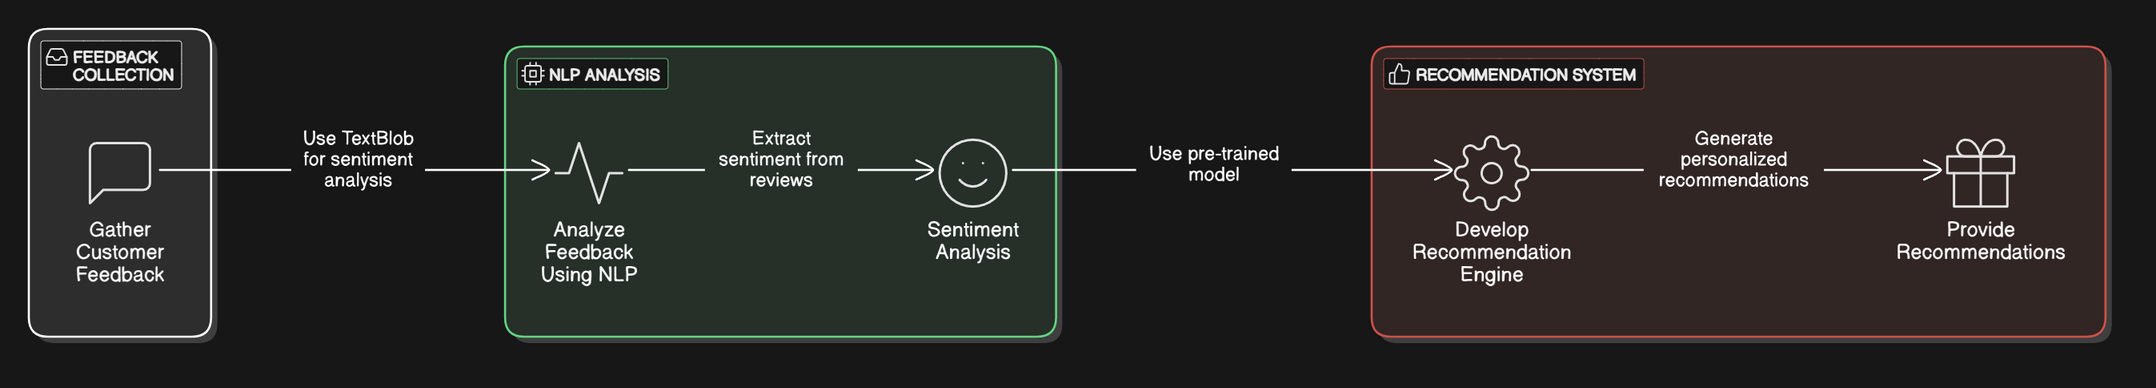 FEEDBACK
COLLECTION
Gather
Customer
Feedback
Use TextBlob
for sentiment
analysis
NLP ANALYSIS
Analyze
Feedback
Using NLP
Extract
sentiment from
reviews
Sentiment
Analysis
Use pre-trained
model
RECOMMENDATION SYSTEM
Develop
Recommendation
Engine
Generate
personalized
recommendations
Provide
Recommendations